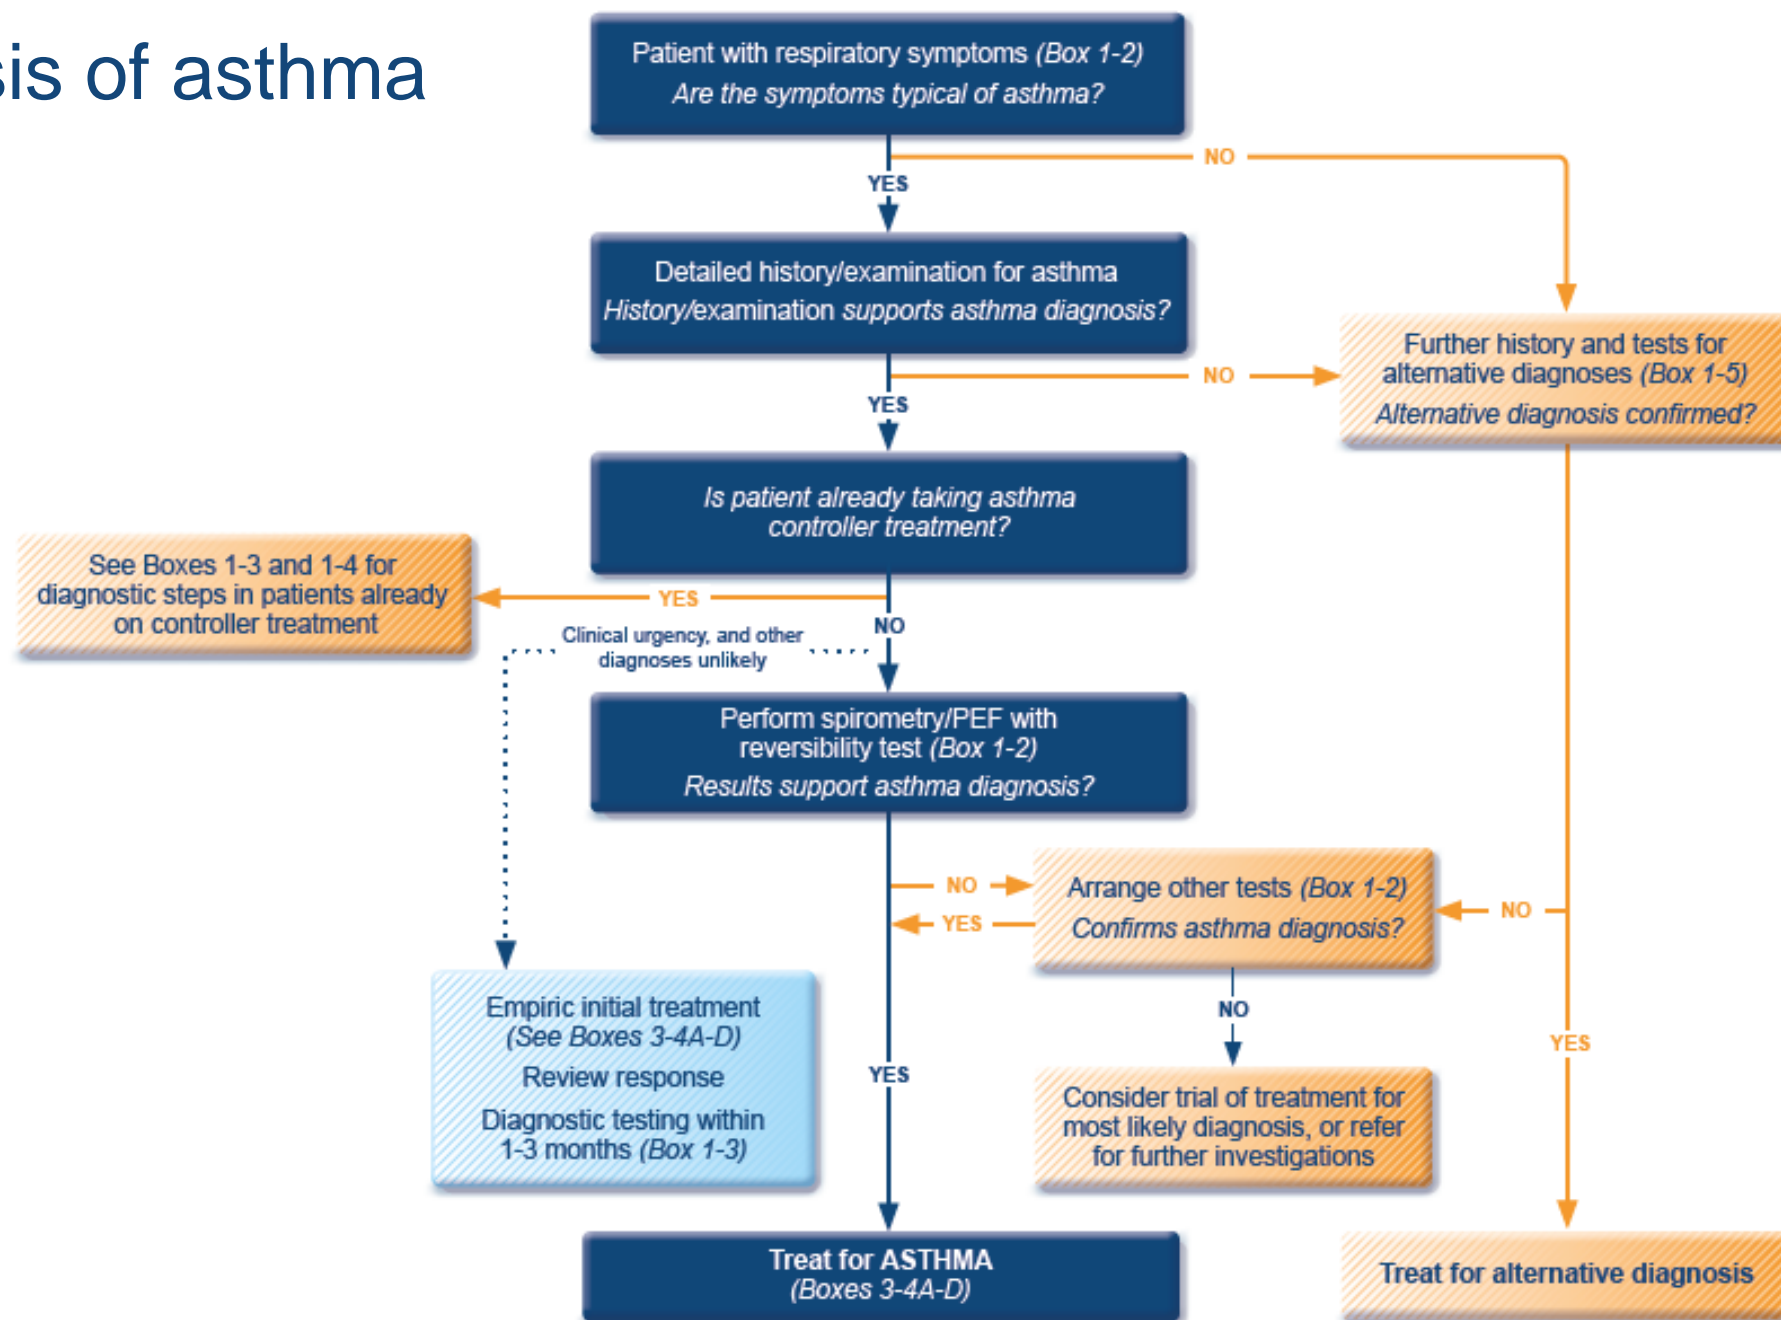 sis of asthma
Patient with respiratory symptoms (Box 1-2)
Are the symptoms typical of asthma?
NO
YES
Detailed history/examination for asthma
History/examination supports asthma diagnosis?
Further history and tests for
alternative diagnoses (Box 1-5)
Alternative diagnosis confirmed?
NO
YES
Is patient already taking asthma
controller treatment?
See Boxes 1-3 and 1-4 for
diagnostic steps in patients already
on controller treatment
YES
NO
Clinical urgency, and other
diagnoses unlikely
Perform spirometry/PEF with
reversibility test (Box 1-2)
Results support asthma diagnosis?
NO
YES
Arrange other tests (Box 1-2)
Confirms asthma diagnosis?
NO
Empiric initial treatment
(See Boxes 3-4A-D)
Review response
Diagnostic testing within
1-3 months (Box 1-3)
NO
YES
YES
Consider trial of treatment for
most likely diagnosis, or refer
for further investigations
Treat for ASTHMA
(Boxes 3-4A-D)
Treat for alternative diagnosis